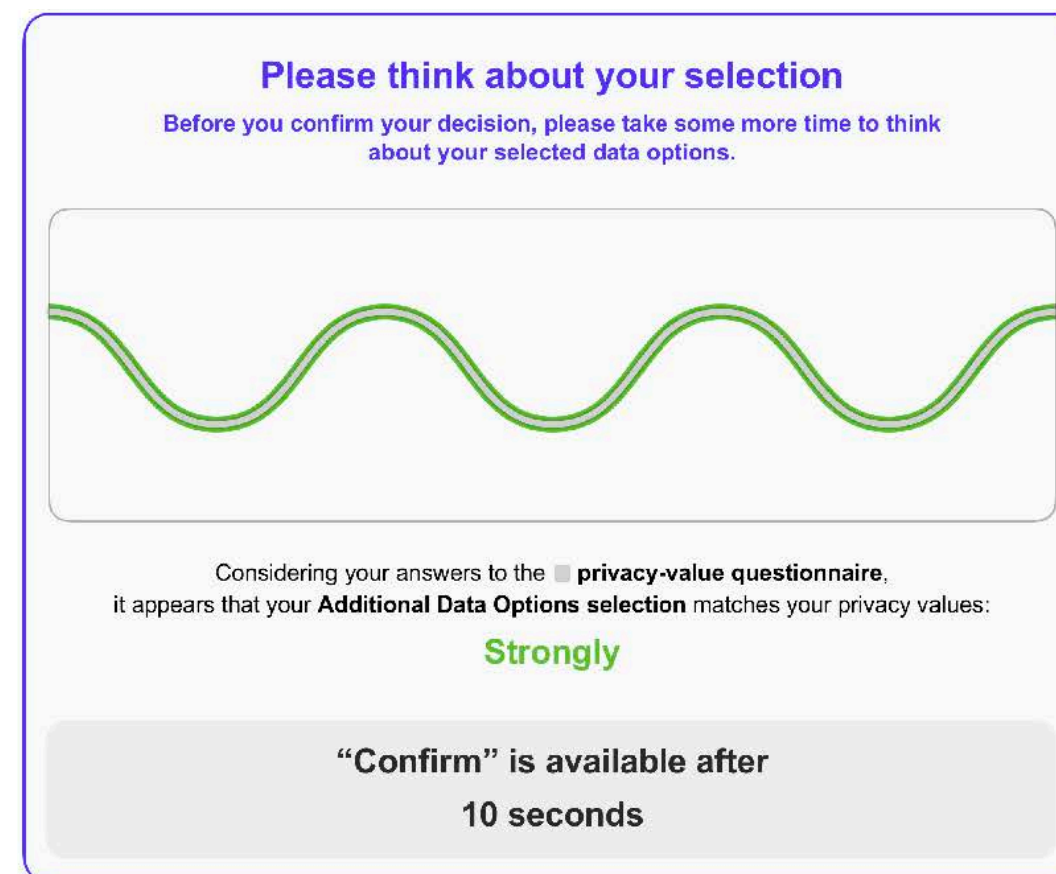 Please think about your selection
Before you confirm your decision, please take some more time to think
about your selected data options.
Considering your answers to the privacy-value questionnaire,
it appears that your Additional Data Options selection matches your privacy values:
Strongly
“Confirm” is available after
10 seconds